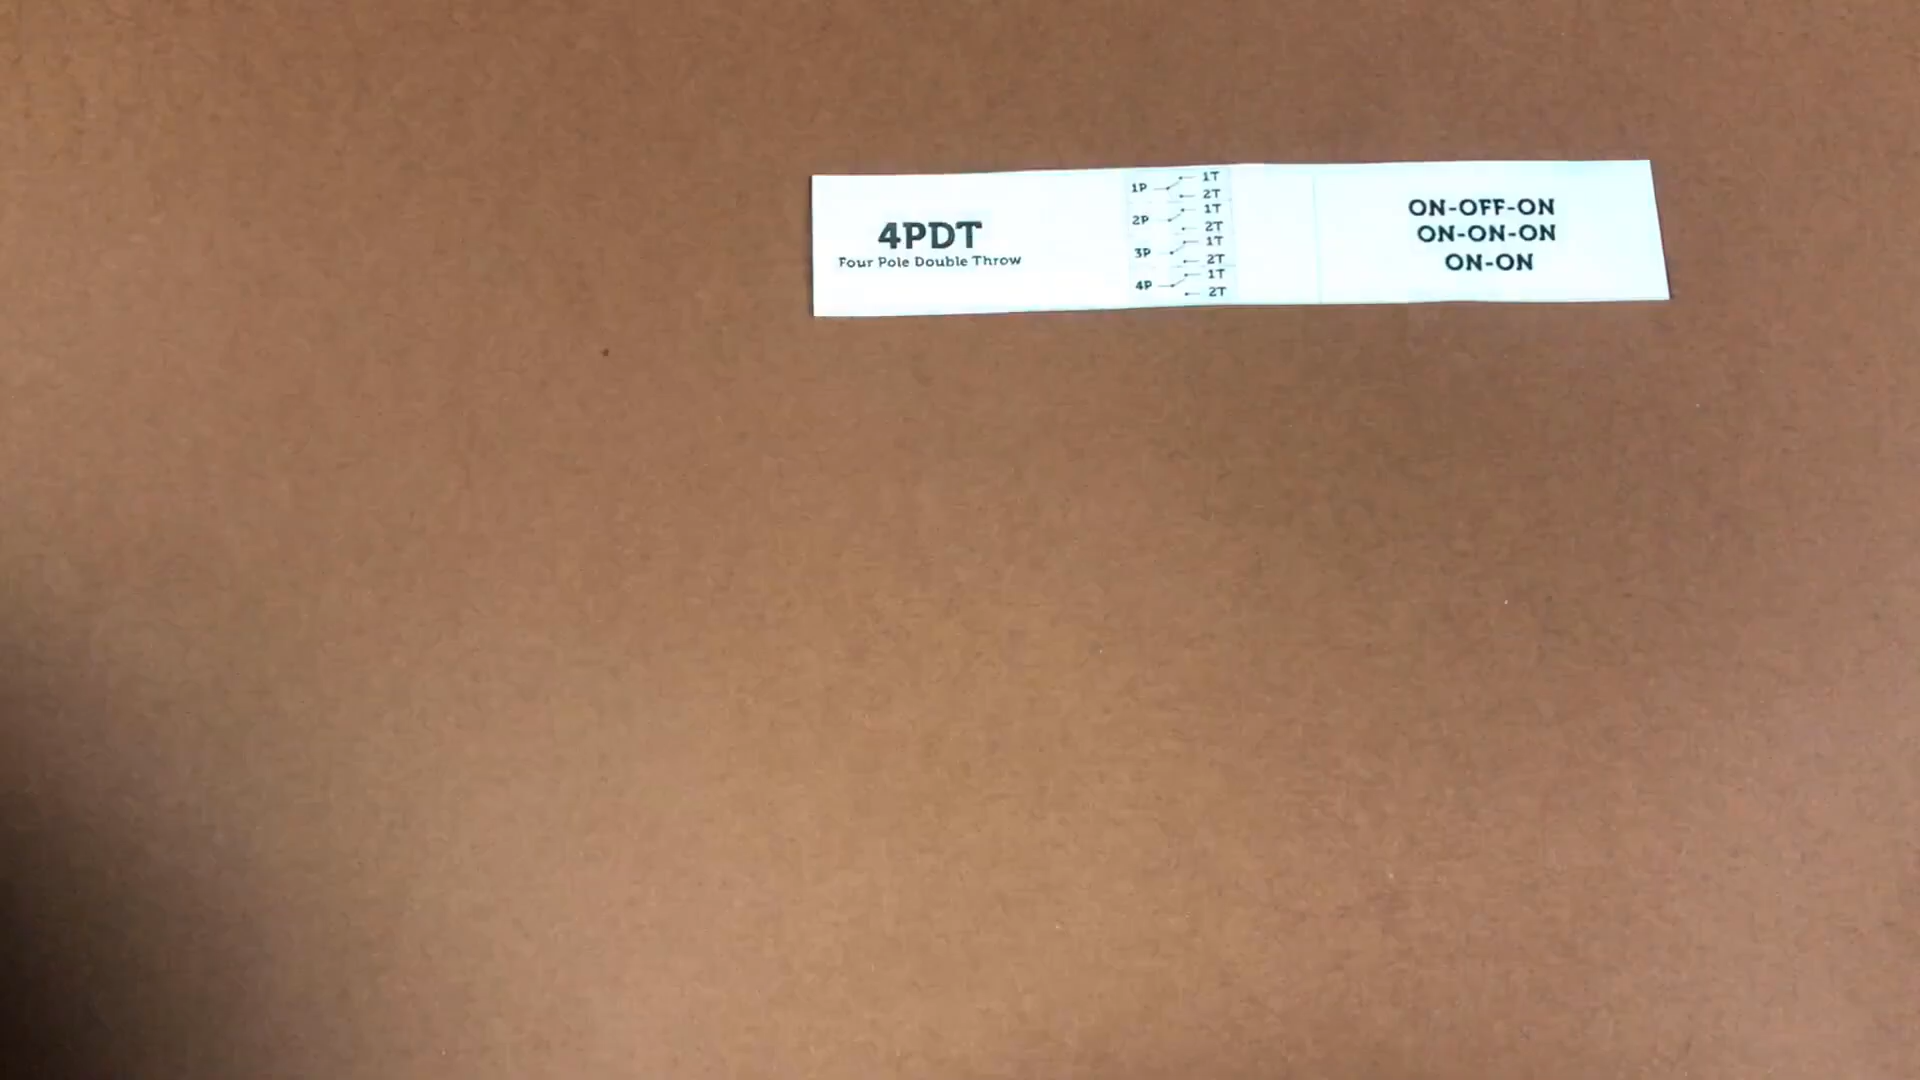 4PDT
Four Pole Double Throw
1P
1T
2T
2P
1T
2T
3P
1T
2T
4P
1T
2T
ON-OFF-ON
ON-ON-ON
ON-ON